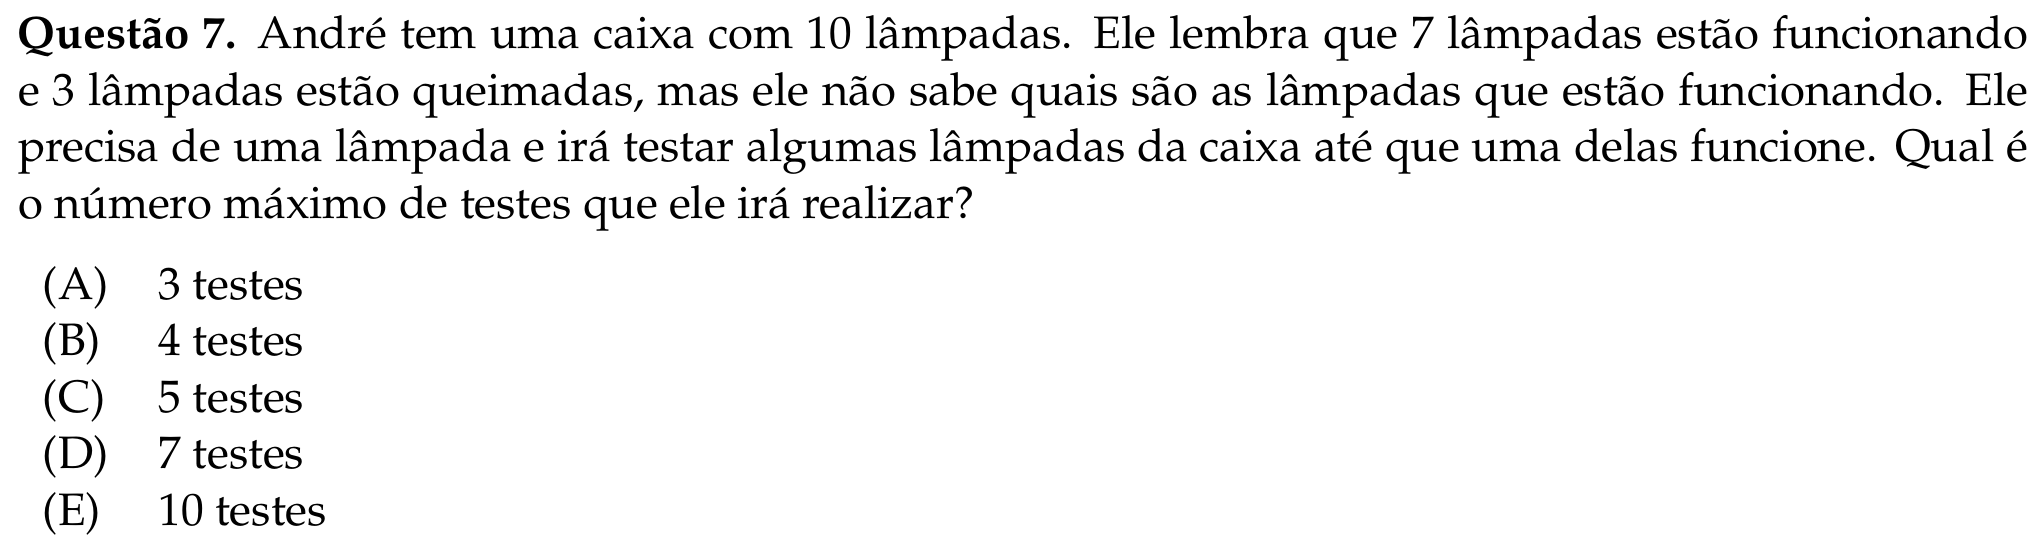 Questão 7. André tem uma caixa com 10 lâmpadas. Ele lembra que 7 lâmpadas estão funcionando
e 3 lâmpadas estão queimadas, mas ele não sabe quais são as lâmpadas que estão funcionando. Ele
precisa de uma lâmpada e irá testar algumas lâmpadas da caixa até que uma delas funcione. Qual é
o número máximo de testes que ele irá realizar?
(A) 3 testes
(B) 4 testes
(C) 5 testes
(D) 7 testes
(E) 10 testes